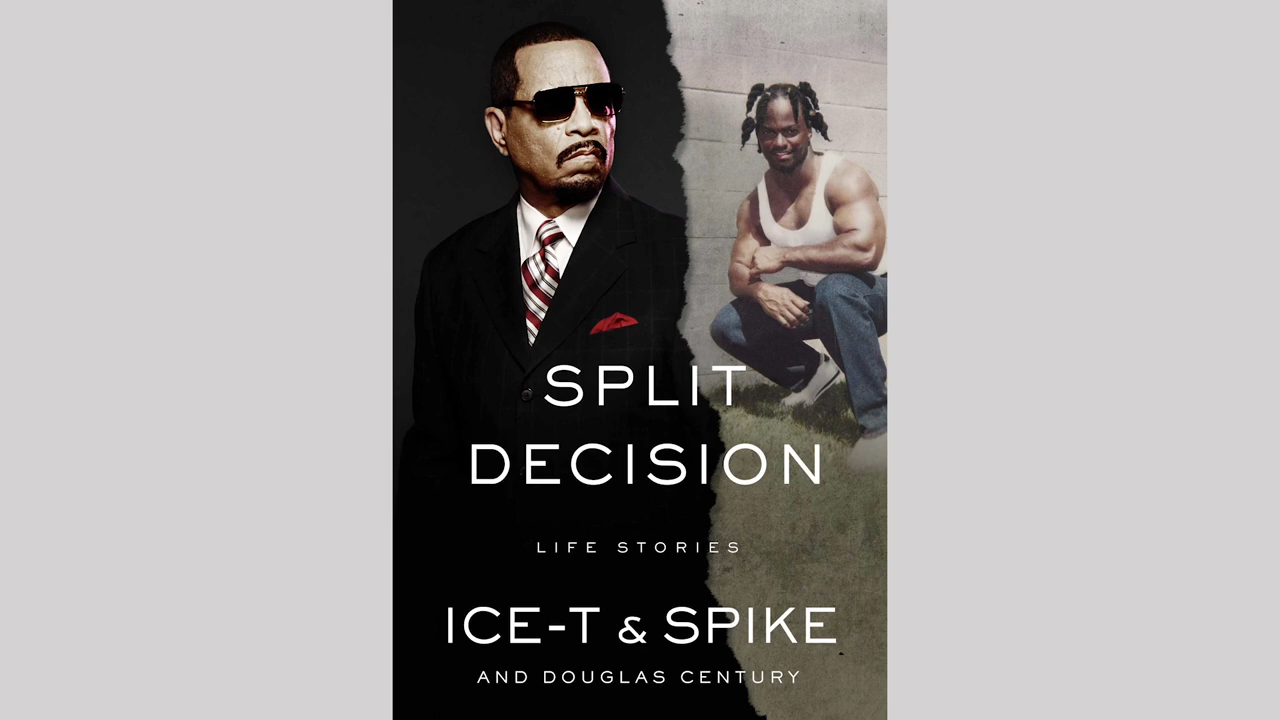 SPLIT
DECISION
LIFE STORIES
ICE-T & SPIKE
AND DOUGLAS CENTURY